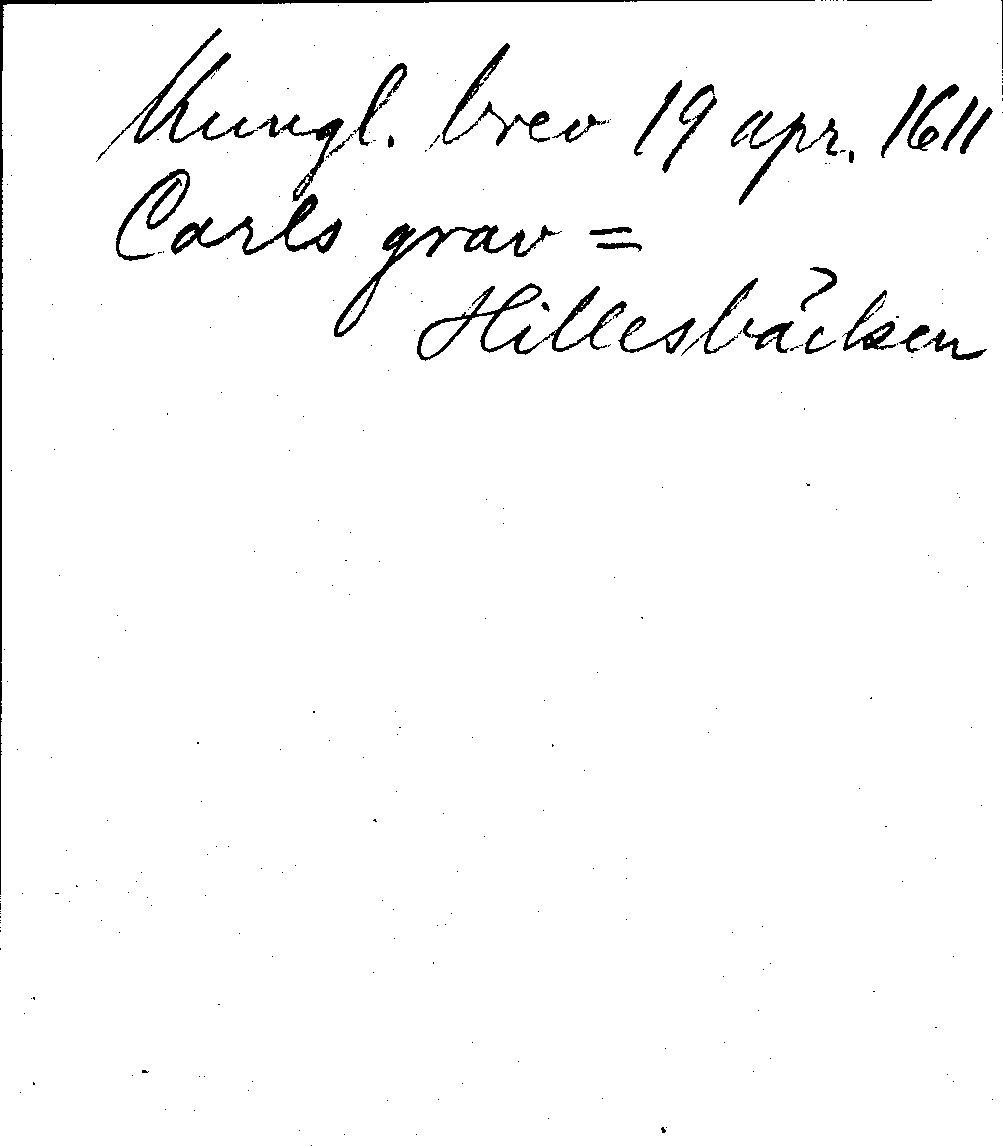 Kungl. brev 19 apr. 1611
Carls grav =
Hillesbäcken